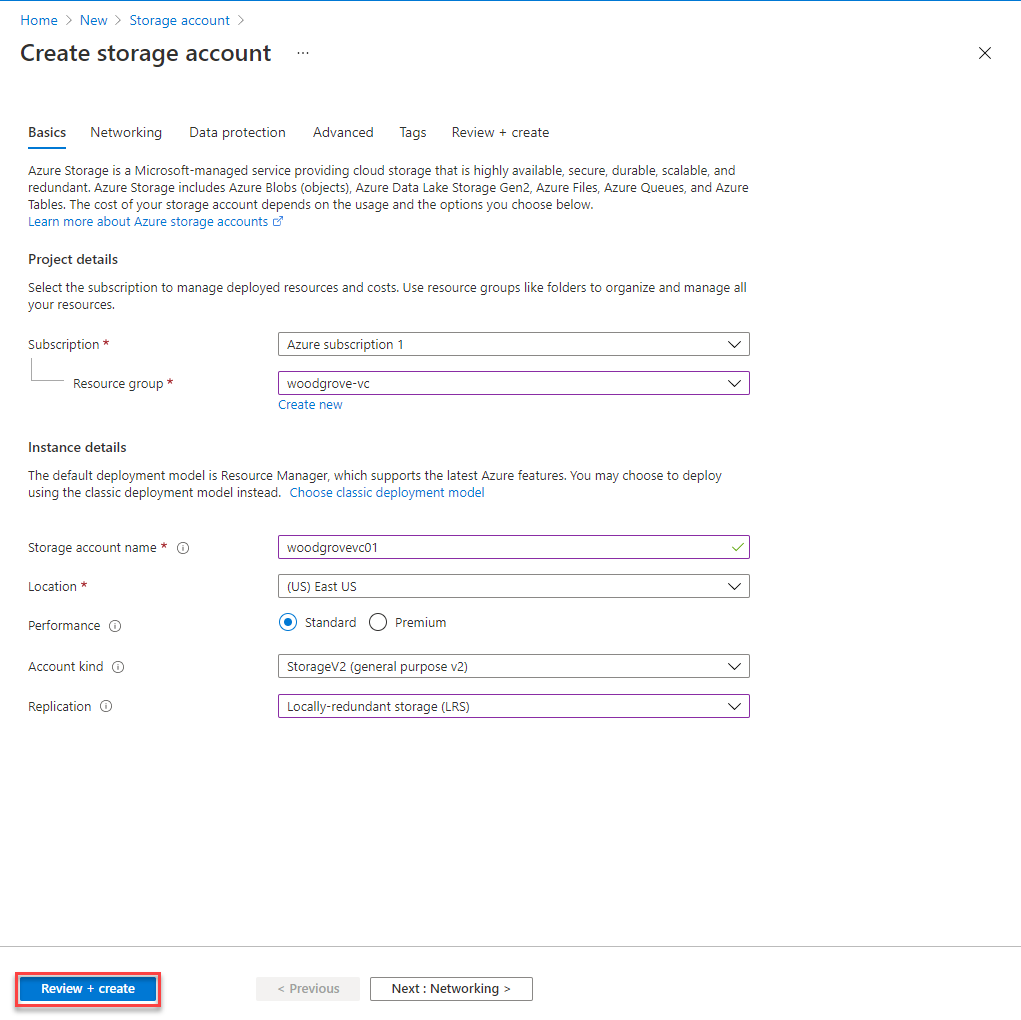 Home > New > Storage account >
Create storage account ...
Basics Networking Data protection Advanced Tags Review + create
Azure Storage is a Microsoft-managed service providing cloud storage that is highly available, secure, durable, scalable, and
redundant. Azure Storage includes Azure Blobs (objects), Azure Data Lake Storage Gen2, Azure Files, Azure Queues, and Azure
Tables. The cost of your storage account depends on the usage and the options you choose below.
Learn more about Azure storage accounts
Project details
Select the subscription to manage deployed resources and costs. Use resource groups like folders to organize and manage all
your resources.
Subscription * Azure subscription 1
Resource group * woodgrove-vc
Create new
Instance details
The default deployment model is Resource Manager, which supports the latest Azure features. You may choose to deploy
using the classic deployment model instead. Choose classic deployment model
Storage account name * woodgrovevc01
Location * (US) East US
Performance Standard Premium
Account kind StorageV2 (general purpose v2)
Replication Locally-redundant storage (LRS)
Review + create < Previous Next : Networking >